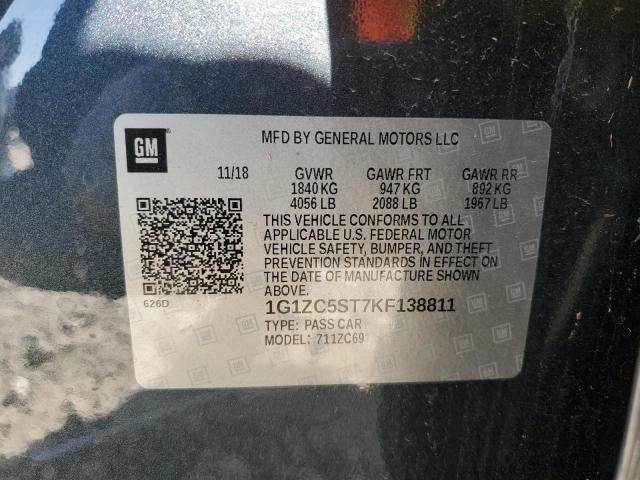 GM
MFD BY GENERAL MOTORS LLC
11/18 GVWR GAWR FRT GAWR RR
1840 KG 947 KG 892 KG
4056 LB 2088 LB 1967 LB
THIS VEHICLE CONFORMS TO ALL
APPLICABLE U.S. FEDERAL MOTOR
VEHICLE SAFETY, BUMPER, AND THEFT
PREVENTION STANDARDS IN EFFECT ON
THE DATE OF MANUFACTURE SHOWN
ABOVE.
626D
1G1ZC5ST7KF138811
TYPE: PASS CAR
MODEL: 711ZC69